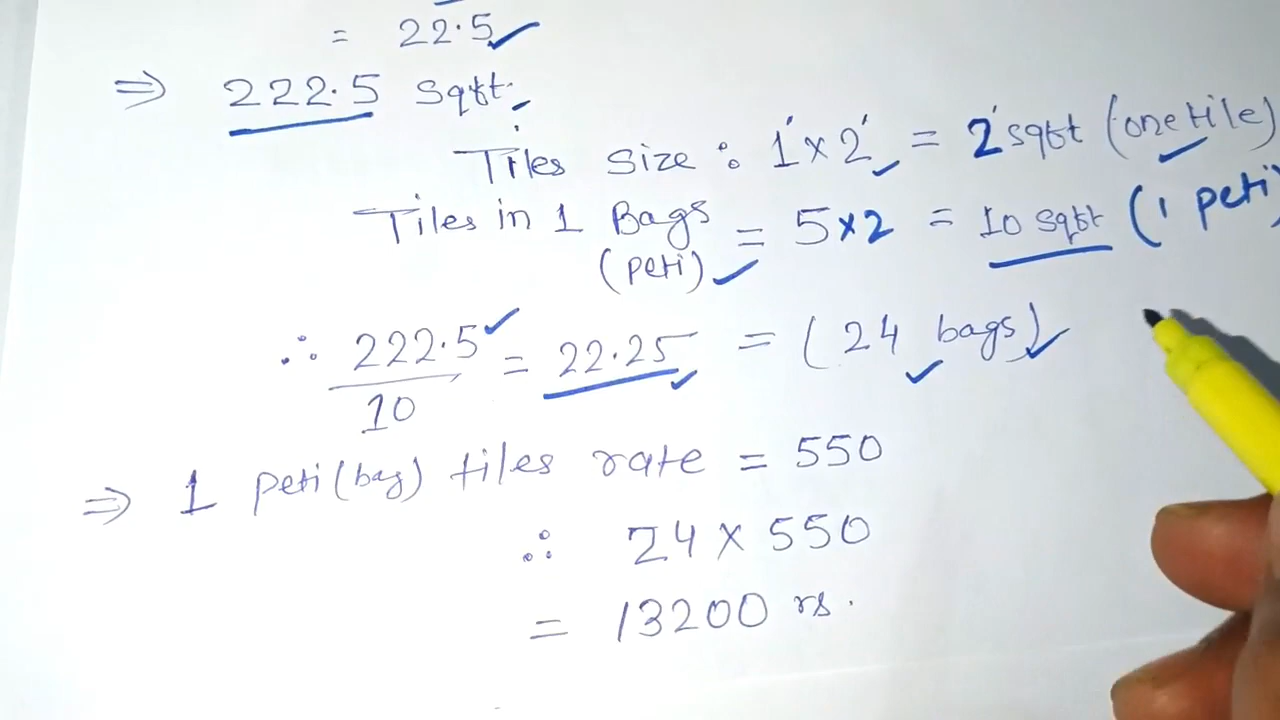 = 22.5
⇒ 222.5 Sqft.
Tiles Size : 1'x2' = 2'sqft (one tile)
Tiles in 1 Bags = 5x2 = 10 sqft (1 peti)
(peti)
∴ 222.5/10 = 22.25 = (24 bags)
⇒ 1 peti(bag) tiles rate = 550
∴ 24 x 550
= 13200 rs.